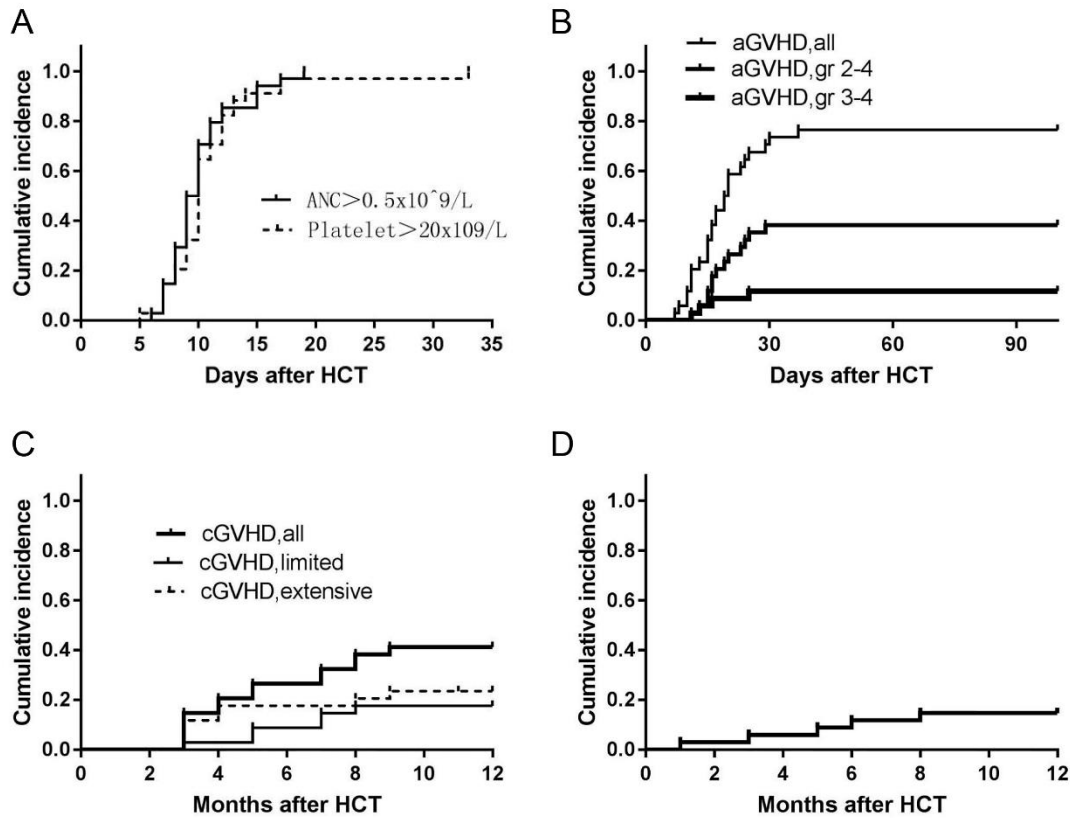 A
Cumulative incidence
1.0
0.8
0.6
0.4
0.2
0.0
ANC>0.5x10^9/L
Platelet>20x109/L
0 5 10 15 20 25 30 35
Days after HCT
B
Cumulative incidence
aGVHD,all
aGVHD,gr 2-4
aGVHD,gr 3-4
1.0
0.8
0.6
0.4
0.2
0.0
0 30 60 90
Days after HCT
C
Cumulative incidence
1.0
0.8
0.6
0.4
0.2
0.0
cGVHD,all
cGVHD,limited
cGVHD,extensive
0 2 4 6 8 10 12
Months after HCT
D
Cumulative incidence
1.0
0.8
0.6
0.4
0.2
0.0
0 2 4 6 8 10 12
Months after HCT